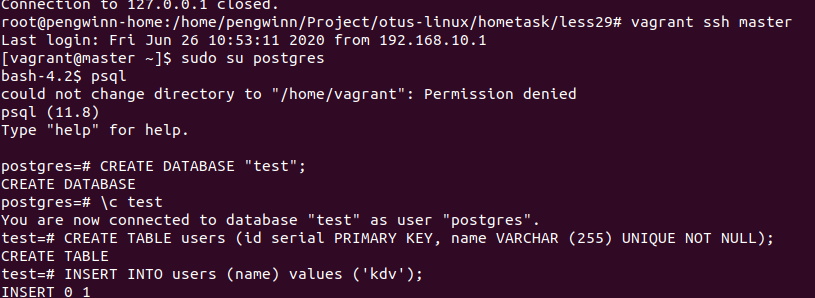 Connection to 127.0.0.1 closed.
root@pengwinn-home:/home/pengwinn/Project/otus-linux/hometask/less29# vagrant ssh master
Last login: Fri Jun 26 10:53:11 2020 from 192.168.10.1
[vagrant@master ~]$ sudo su postgres
bash-4.2$ psql
could not change directory to "/home/vagrant": Permission denied
psql (11.8)
Type "help" for help.

postgres=# CREATE DATABASE "test";
CREATE DATABASE
postgres=# \c test
You are now connected to database "test" as user "postgres".
test=# CREATE TABLE users (id serial PRIMARY KEY, name VARCHAR (255) UNIQUE NOT NULL);
CREATE TABLE
test=# INSERT INTO users (name) values ('kdv');
INSERT 0 1